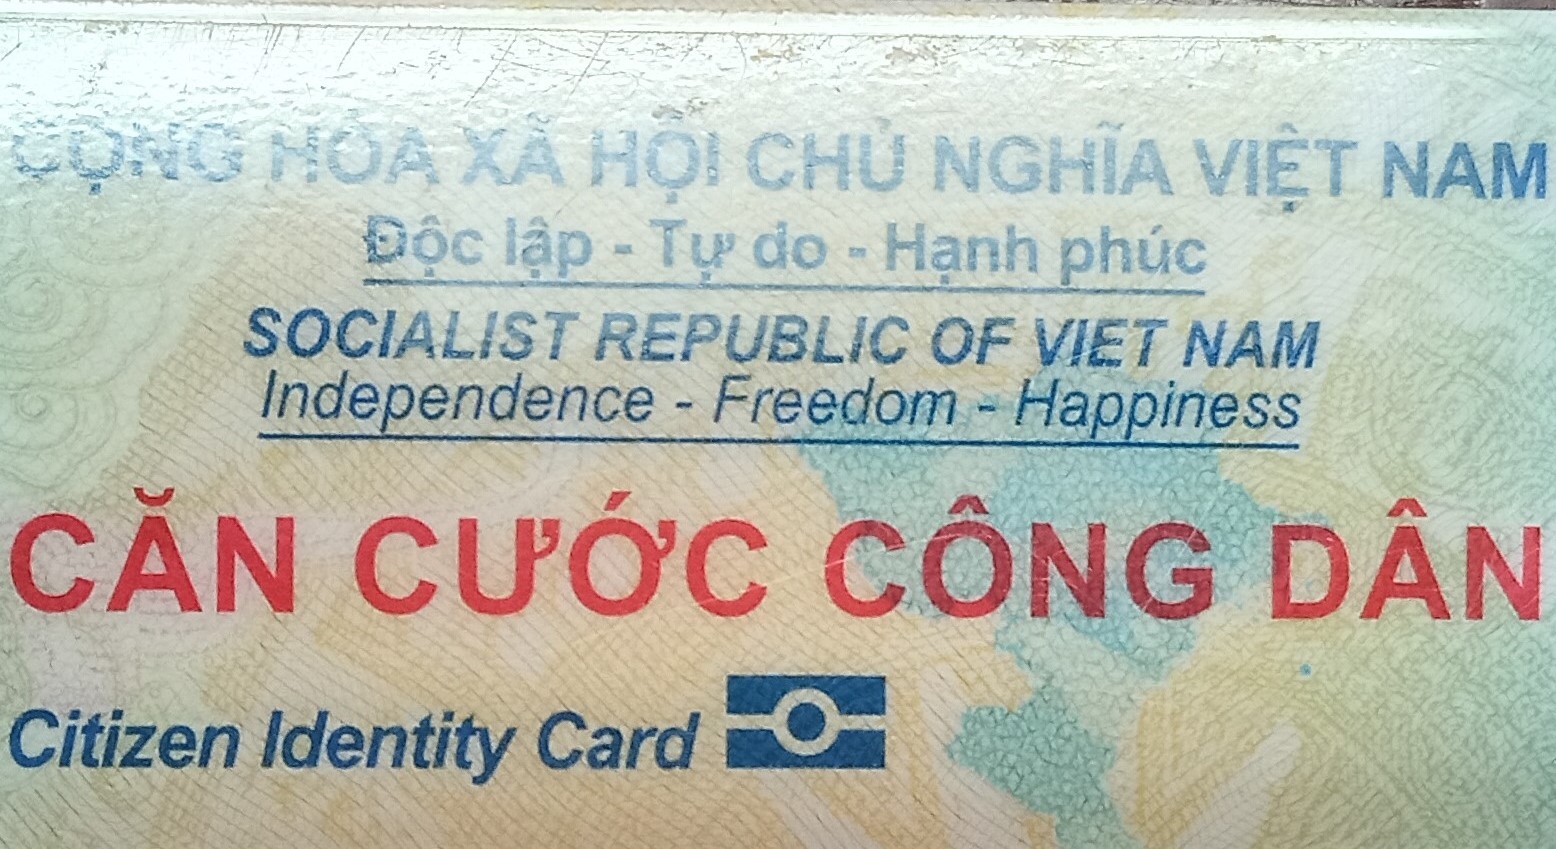 CỘNG HÒA XÃ HỘI CHỦ NGHĨA VIỆT NAM
Độc lập - Tự do - Hạnh phúc
SOCIALIST REPUBLIC OF VIET NAM
Independence - Freedom - Happiness
CĂN CƯỚC CÔNG DÂN
Citizen Identity Card